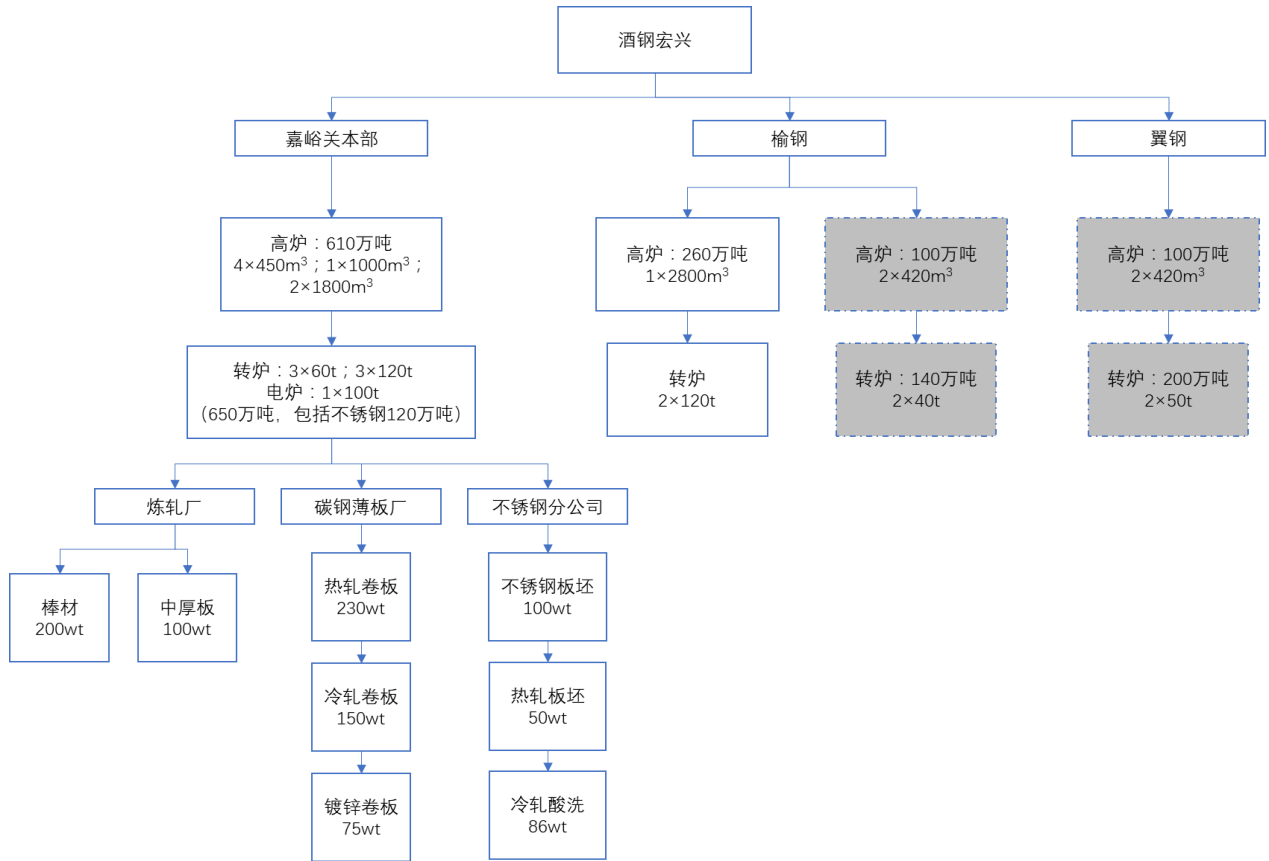 酒钢宏兴
嘉峪关本部
榆钢
翼钢
高炉：610万吨
4×450m³；1×1000m³；
2×1800m³
高炉：260万吨
1×2800m³
高炉：100万吨
2×420m³
高炉：100万吨
2×420m³
转炉：3×60t；3×120t
电炉：1×100t
（650万吨，包括不锈钢120万吨）
转炉
2×120t
转炉：140万吨
2×40t
转炉：200万吨
2×50t
炼轧厂
碳钢薄板厂
不锈钢分公司
棒材
200wt
中厚板
100wt
热轧卷板
230wt
不锈钢板坯
100wt
冷轧卷板
150wt
热轧板坯
50wt
镀锌卷板
75wt
冷轧酸洗
86wt